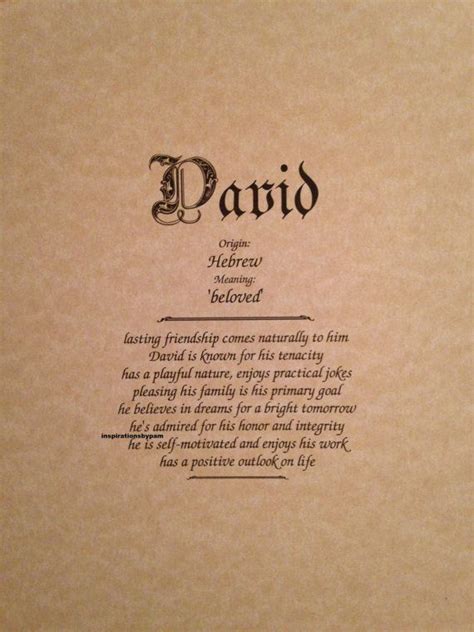 David
Origin:
Hebrew
Meaning:
'beloved'
lasting friendship comes naturally to him
David is known for his tenacity
has a playful nature, enjoys practical jokes
pleasing his family is his primary goal
he believes in dreams for a bright tomorrow
he's admired for his honor and integrity
inspirationsbypam
he is self-motivated and enjoys his work
has a positive outlook on life